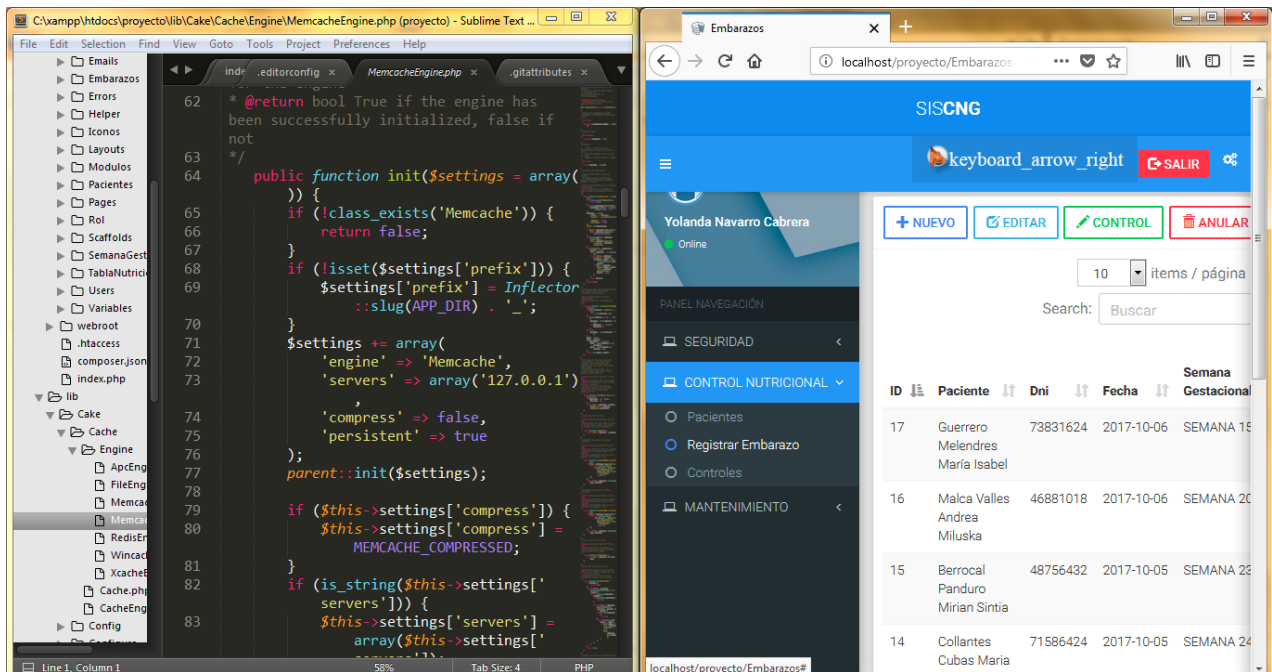 C:\xampp\htdocs\proyecto\lib\Cake\Cache\Engine\MemcacheEngine.php (proyecto) - Sublime Text ...
File Edit Selection Find View Goto Tools Project Preferences Help
Emails
Embarazos
Errors
Helper
Iconos
Layouts
Modulos
Pacientes
Pages
Rol
Scaffolds
SemanaGest
TablaNutrici
Users
Variables
webroot
.htaccess
composer.json
index.php
lib
Cake
Cache
Engine
ApcEng
FileEng
Memcac
Memca
RedisEn
Wincac
XcacheE
Cache.php
CacheEng
Config
inde .editorconfig × MemcacheEngine.php × .gitattributes ×
62 * @return bool True if the engine has
been successfully initialized, false if
not
63 */
64 public function init($settings = array(
)) {
65 if (!class_exists('Memcache')) {
66 return false;
67 }
68 if (!isset($settings['prefix'])) {
69 $settings['prefix'] = Inflector
::slug(APP_DIR) . '_';
70 }
71 $settings += array(
72 'engine' => 'Memcache',
73 'servers' => array('127.0.0.1')
,
74 'compress' => false,
75 'persistent' => true
76 );
77 parent::init($settings);
78
79 if ($this->settings['compress']) {
80 $this->settings['compress'] =
MEMCACHE_COMPRESSED;
81 }
82 if (is_string($this->settings['
servers'])) {
83 $this->settings['servers'] =
array($this->settings['
Line 1, Column 1 58% Tab Size: 4 PHP
Embarazos
localhost/proyecto/Embarazos
SISCNG
keyboard_arrow_right SALIR
Yolanda Navarro Cabrera
Online
PANEL NAVEGACIÓN
SEGURIDAD
CONTROL NUTRICIONAL
Pacientes
Registrar Embarazo
Controles
MANTENIMIENTO
+ NUEVO EDITAR CONTROL ANULAR
10 items / página
Search: Buscar
ID Paciente Dni Fecha Semana
Gestacional
17 Guerrero 73831624 2017-10-06 SEMANA 15
Melendres
María Isabel
16 Malca Valles 46881018 2017-10-06 SEMANA 20
Andrea
Miluska
15 Berrocal 48756432 2017-10-05 SEMANA 23
Panduro
Mirian Sintia
14 Collantes 71586424 2017-10-05 SEMANA 24
Cubas Maria
localhost/proyecto/Embarazos#